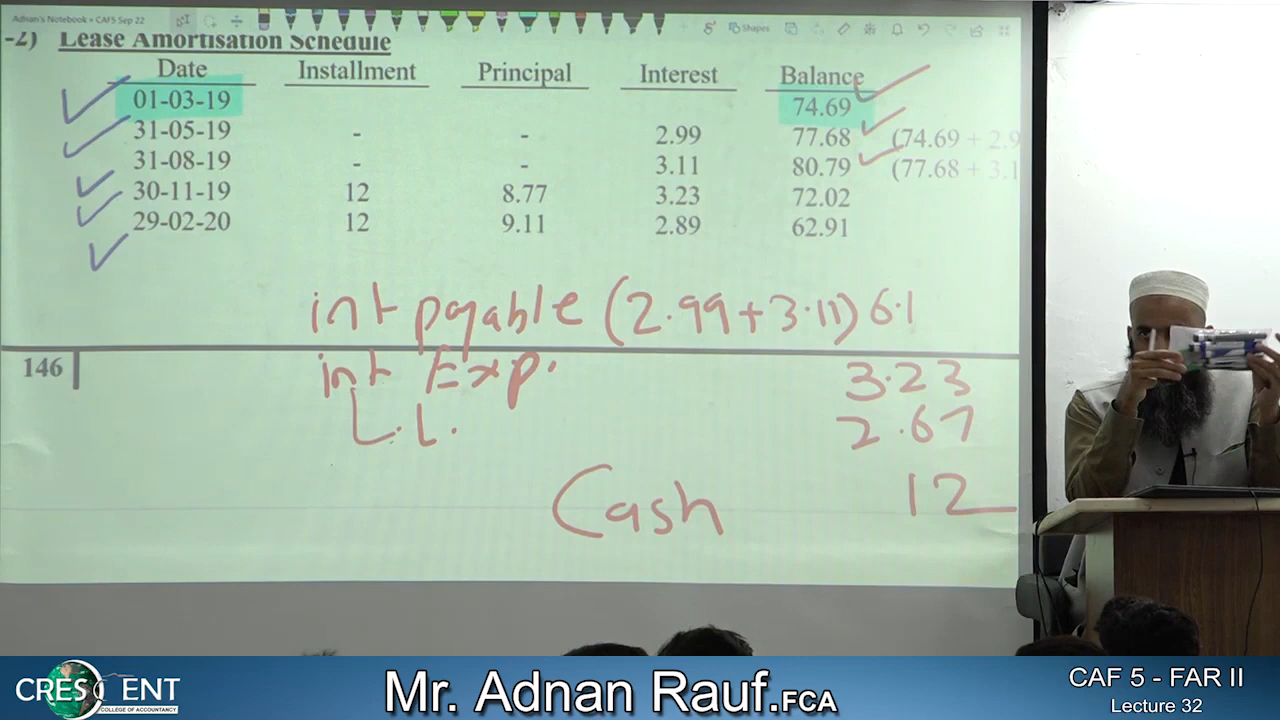 Adnan's Notebook • CAF5 Sep 22
Shapes
-2) Lease Amortisation Schedule
Date Installment Principal Interest Balance
01-03-19 74.69
31-05-19 - - 2.99 77.68 (74.69 + 2.9
31-08-19 - - 3.11 80.79 (77.68 + 3.1
30-11-19 12 8.77 3.23 72.02
29-02-20 12 9.11 2.89 62.91
int payable (2.99+3.11) 6.1
146 int Exp. 3.23
L.L. 2.67
Cash 12
CRESCENT
COLLEGE OF ACCOUNTANCY
Mr. Adnan Rauf.FCA
CAF 5 - FAR II
Lecture 32